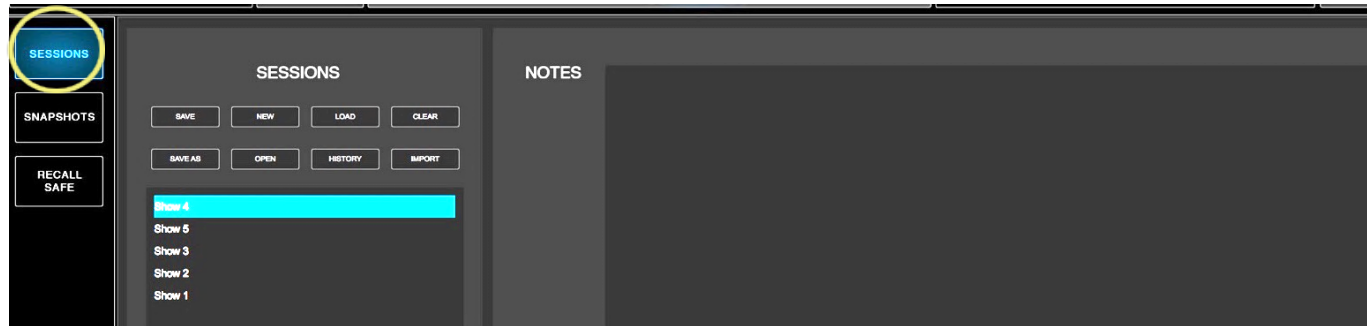 SESSIONS
SNAPSHOTS
RECALL
SAFE
SESSIONS
SAVE
NEW
LOAD
CLEAR
SAVE AS
OPEN
HISTORY
IMPORT
Show 4
Show 5
Show 3
Show 2
Show 1
NOTES